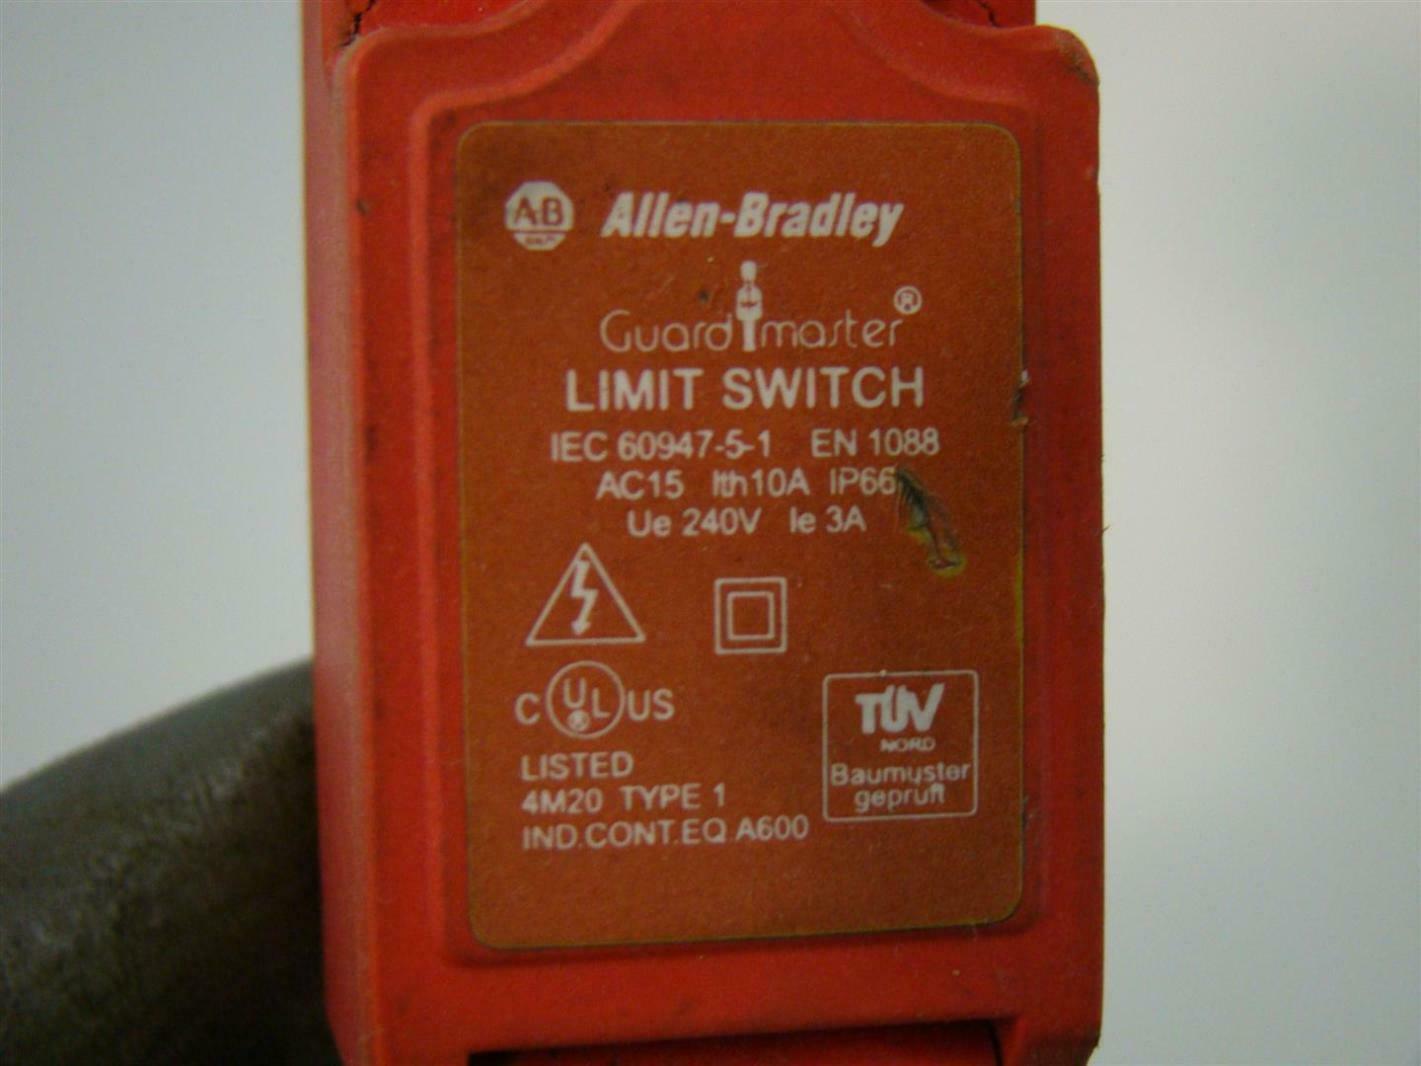 A-B
Allen-Bradley
Guardmaster®
LIMIT SWITCH
IEC 60947-5-1 EN 1088
AC15 Ith10A IP66
Ue 240V Ie 3A
C UL® US
LISTED
4M20 TYPE 1
IND.CONT.EQ.A600
TÜV
NORD
Baumuster
geprüft